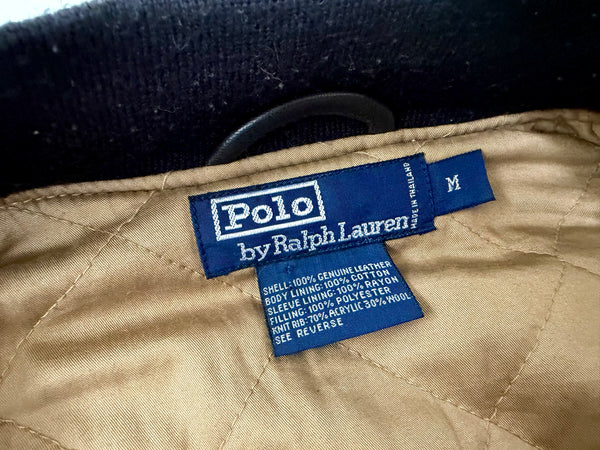 Polo
by Ralph Lauren
MADE IN THAILAND
M
SHELL: 100% GENUINE LEATHER
BODY LINING: 100% COTTON
SLEEVE LINING: 100% RAYON
FILLING: 100% POLYESTER
KNIT RIB: 70% ACRYLIC 30% WOOL
SEE REVERSE